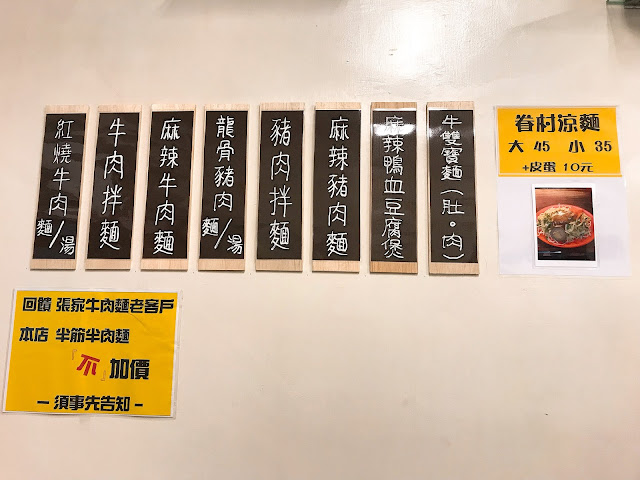 紅燒牛肉麵/湯
牛肉拌麵
麻辣牛肉麵
龍骨豬肉麵/湯
豬肉拌麵
麻辣豬肉麵
麻辣鴨血豆腐煲
牛雙寶麵(肚。肉)
眷村涼麵
大 45 小 35
+皮蛋 10元
回饋 張家牛肉麵老客戶
本店 半筋半肉麵
『不』加價
-須事先告知-